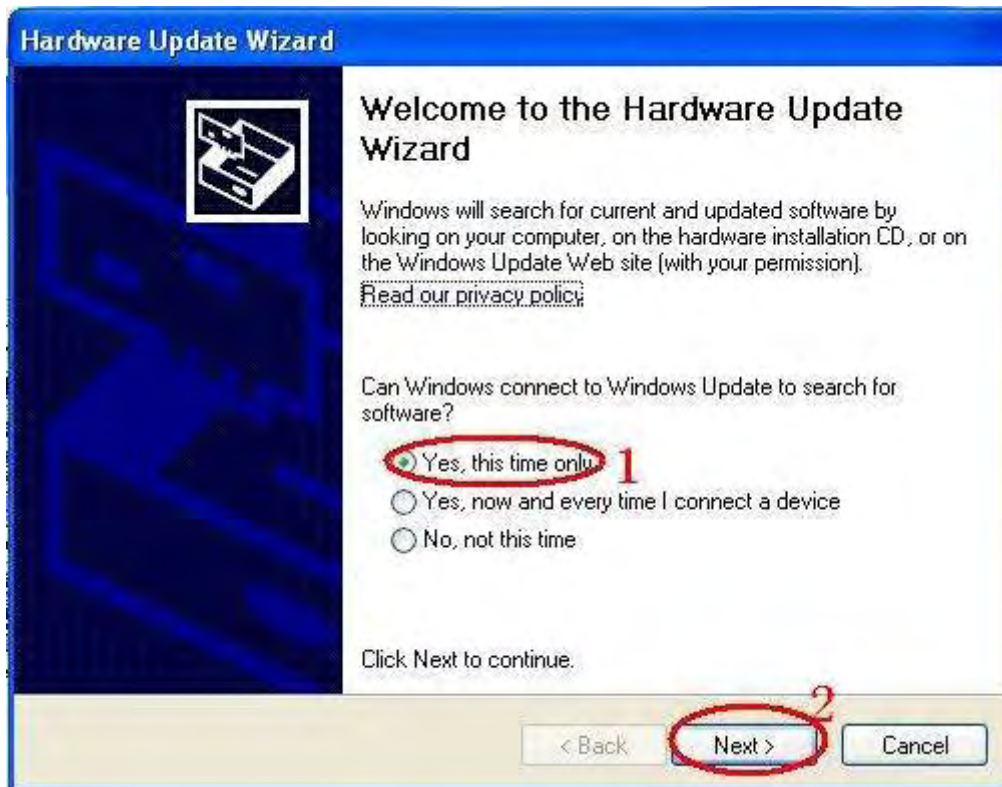 Hardware Update Wizard
Welcome to the Hardware Update
Wizard
Windows will search for current and updated software by
looking on your computer, on the hardware installation CD, or on
the Windows Update Web site (with your permission).
Read our privacy policy
Can Windows connect to Windows Update to search for
software?
Yes, this time only 1
Yes, now and every time I connect a device
No, not this time
Click Next to continue.
2
< Back Next > Cancel